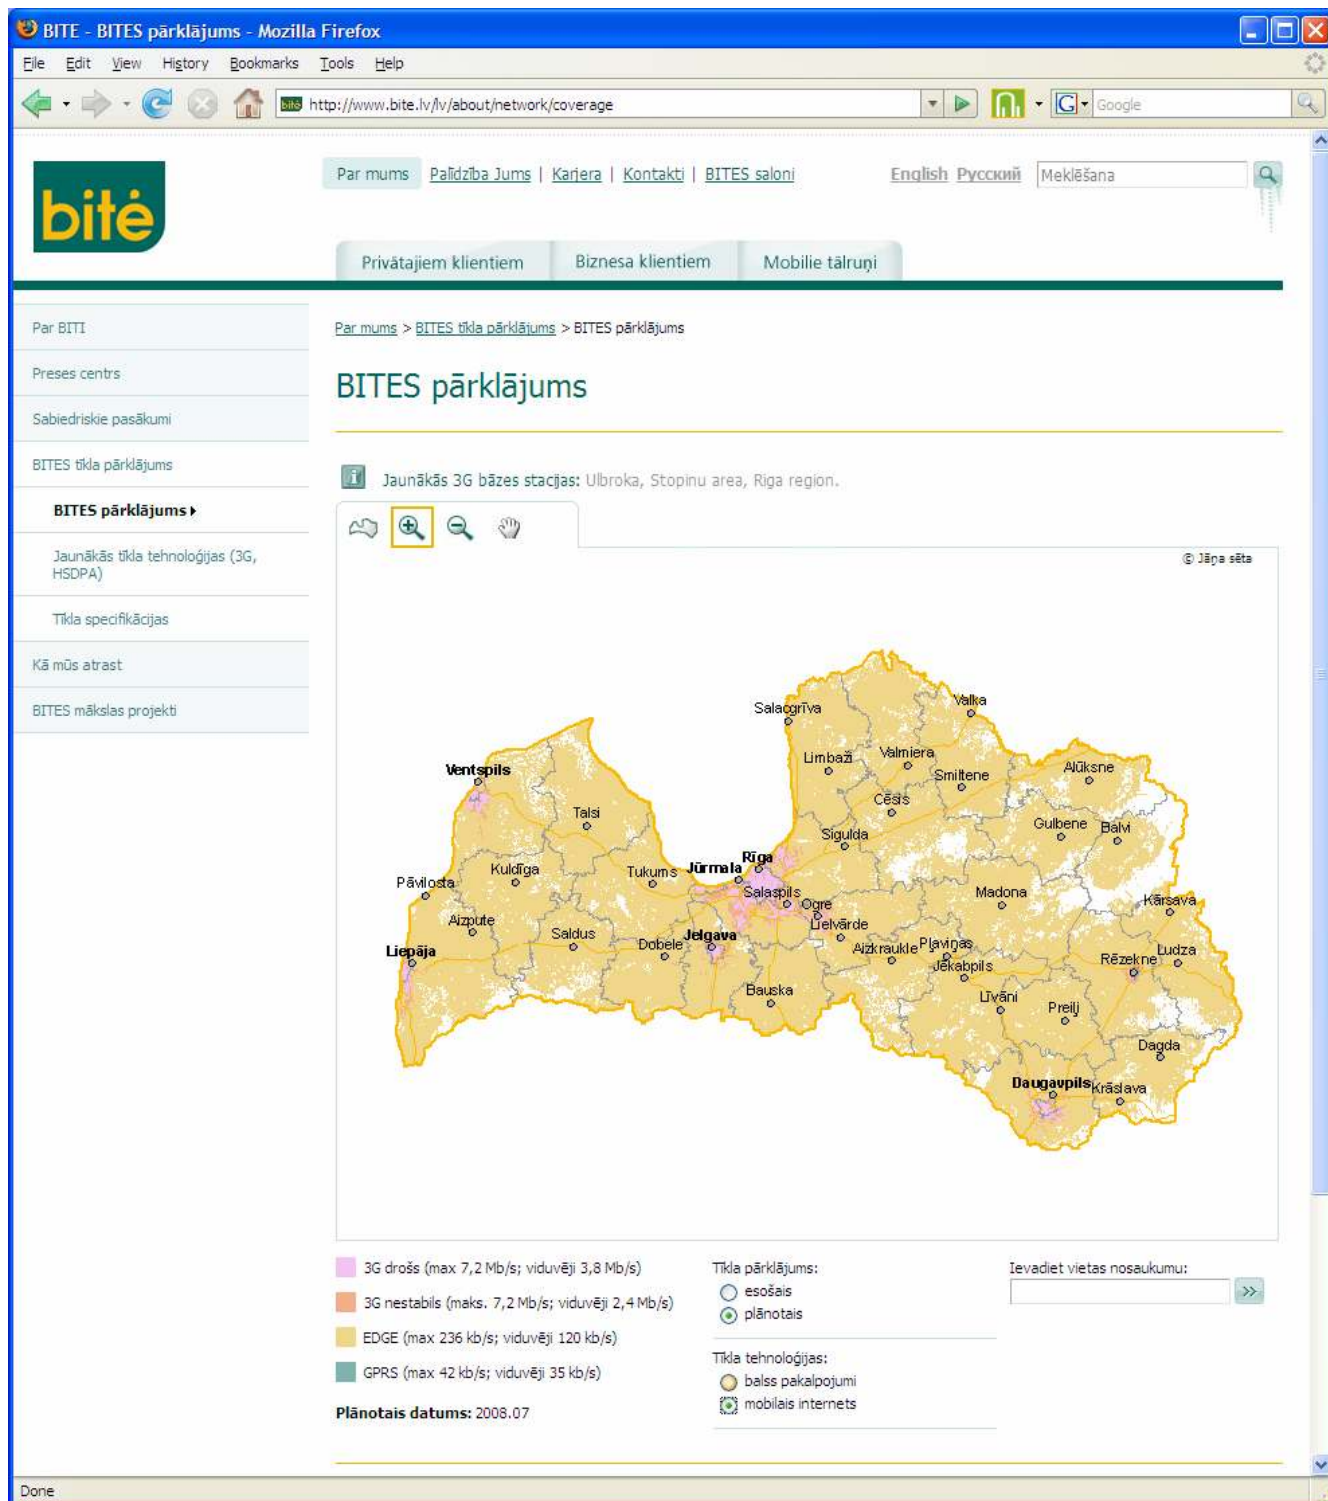 BITE - BITES pārklājums - Mozilla Firefox
File Edit View History Bookmarks Tools Help
bitė http://www.bite.lv/lv/about/network/coverage G Google
bitė
Par mums Palīdzība Jums | Karjera | Kontakti | BITES saloni English Русский Meklēšana
Privātajiem klientiem Biznesa klientiem Mobilie tālruņi
Par BITI
Preses centrs
Sabiedriskie pasākumi
BITES tīkla pārklājums
BITES pārklājums
Jaunākās tīkla tehnoloģijas (3G,
HSDPA)
Tīkla specifikācijas
Kā mūs atrast
BITES mākslas projekti
Par mums > BITES tīkla pārklājums > BITES pārklājums
BITES pārklājums
i Jaunākās 3G bāzes stacijas: Ulbroka, Stopinu area, Riga region.
© Jāņa sēta
Valka
Salacgrīva
Limbaži Valmiera
Smiltene Alūksne
Ventspils
Cēsis
Talsi
Gulbene Balvi
Sigulda
Rīga
Jūrmala
Kuldīga Tukums
Pāvilosta
Salaspils Madona
Ogre Kārsava
Aizpute
Lielvārde
Saldus Dobele Jelgava
Aizkraukle Pļaviņas
Liepāja
Ludza
Rēzekne
Jēkabpils
Bauska
Līvāni
Preiļi
Dagda
Daugavpils Krāslava
3G drošs (max 7,2 Mb/s; viduvēji 3,8 Mb/s)
3G nestabils (maks. 7,2 Mb/s; viduvēji 2,4 Mb/s)
EDGE (max 236 kb/s; viduvēji 120 kb/s)
GPRS (max 42 kb/s; viduvēji 35 kb/s)
Plānotais datums: 2008.07
Tīkla pārklājums:
esošais
plānotais
Tīkla tehnoloģijas:
balss pakalpojumi
mobilais internets
Ievadiet vietas nosaukumu:
>>
Done